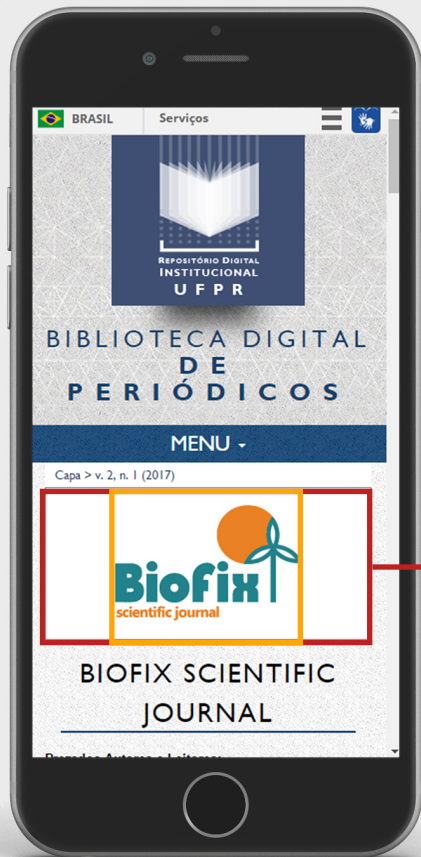 BRASIL
Serviços
REPOSITÓRIO DIGITAL
INSTITUCIONAL
UFPR
BIBLIOTECA DIGITAL
DE
PERIÓDICOS
MENU
Capa > v. 2, n. 1 (2017)
Biofix
scientific journal
BIOFIX SCIENTIFIC
JOURNAL